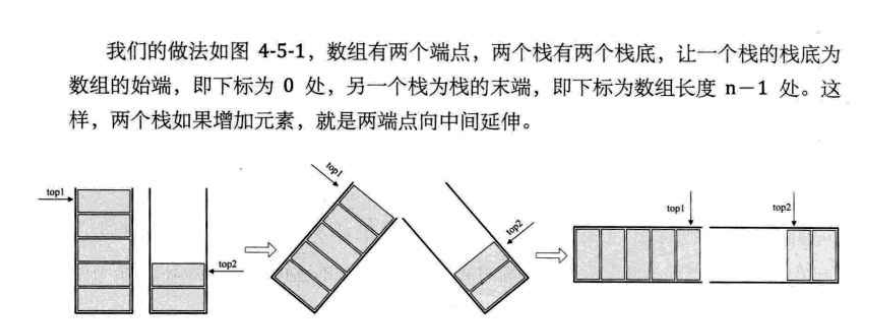 我们的做法如图 4-5-1，数组有两个端点，两个栈有两个栈底，让一个栈的栈底为
数组的始端，即下标为 0 处，另一个栈为栈的末端，即下标为数组长度 n－1 处。这
样，两个栈如果增加元素，就是两端点向中间延伸。
top1
top2
top1
top2
top1
top2